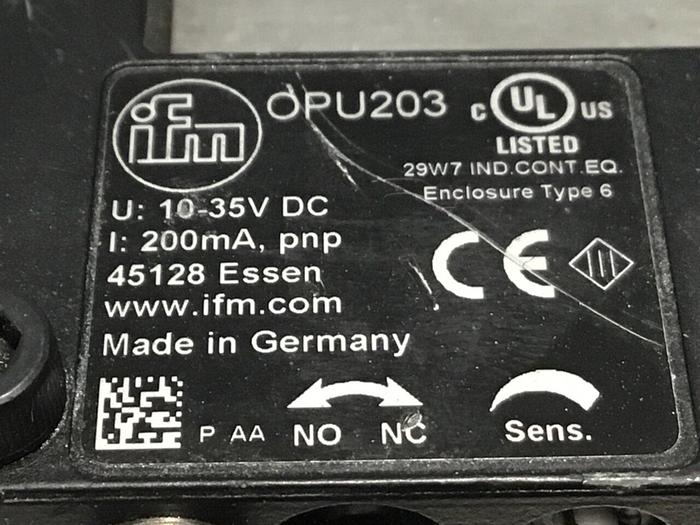 ifm OPU203 C UL US
LISTED
29W7 IND.CONT.EQ.
Enclosure Type 6
U: 10-35V DC
I: 200mA, pnp
45128 Essen
www.ifm.com
CE
Made in Germany
P AA NO NC Sens.